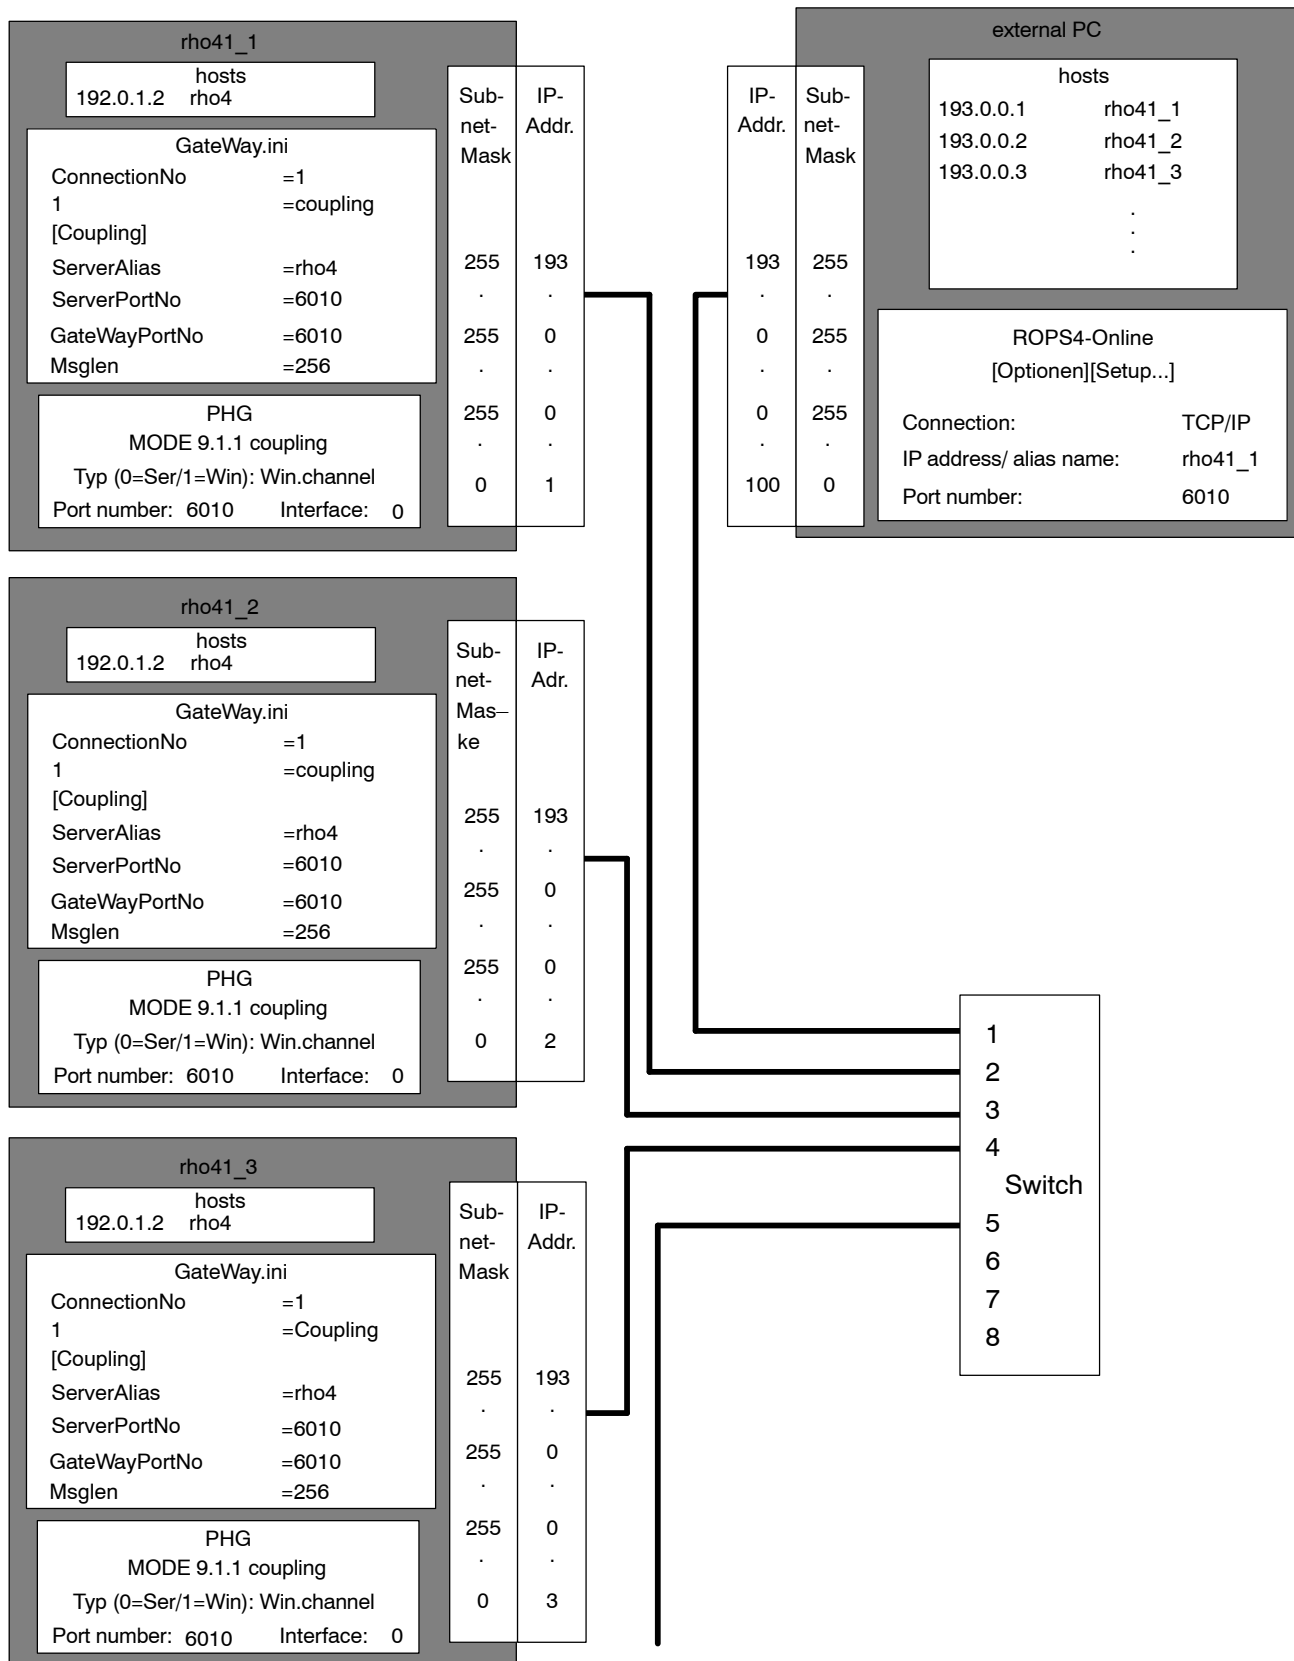 rho41_1
hosts
192.0.1.2 rho4
GateWay.ini
ConnectionNo =1
1 =coupling
[Coupling]
ServerAlias =rho4
ServerPortNo =6010
GateWayPortNo =6010
Msglen =256
PHG
MODE 9.1.1 coupling
Typ (0=Ser/1=Win): Win.channel
Port number: 6010 Interface: 0
Sub- IP-
net- Addr.
Mask
255 193
. .
255 0
. .
255 0
. .
0 1
external PC
hosts
193.0.0.1 rho41_1
193.0.0.2 rho41_2
193.0.0.3 rho41_3
.
.
.
ROPS4-Online
[Optionen][Setup...]
Connection: TCP/IP
IP address/ alias name: rho41_1
Port number: 6010
IP- Sub-
Addr. net-
Mask
193 255
. .
0 255
. .
0 255
. .
100 0
rho41_2
hosts
192.0.1.2 rho4
GateWay.ini
ConnectionNo =1
1 =coupling
[Coupling]
ServerAlias =rho4
ServerPortNo =6010
GateWayPortNo =6010
Msglen =256
PHG
MODE 9.1.1 coupling
Typ (0=Ser/1=Win): Win.channel
Port number: 6010 Interface: 0
Sub- IP-
net- Adr.
Mas–
ke
255 193
. .
255 0
. .
255 0
. .
0 2
rho41_3
hosts
192.0.1.2 rho4
GateWay.ini
ConnectionNo =1
1 =Coupling
[Coupling]
ServerAlias =rho4
ServerPortNo =6010
GateWayPortNo =6010
Msglen =256
PHG
MODE 9.1.1 coupling
Typ (0=Ser/1=Win): Win.channel
Port number: 6010 Interface: 0
Sub- IP-
net- Addr.
Mask
255 193
. .
255 0
. .
255 0
. .
0 3
1
2
3
4
Switch
5
6
7
8